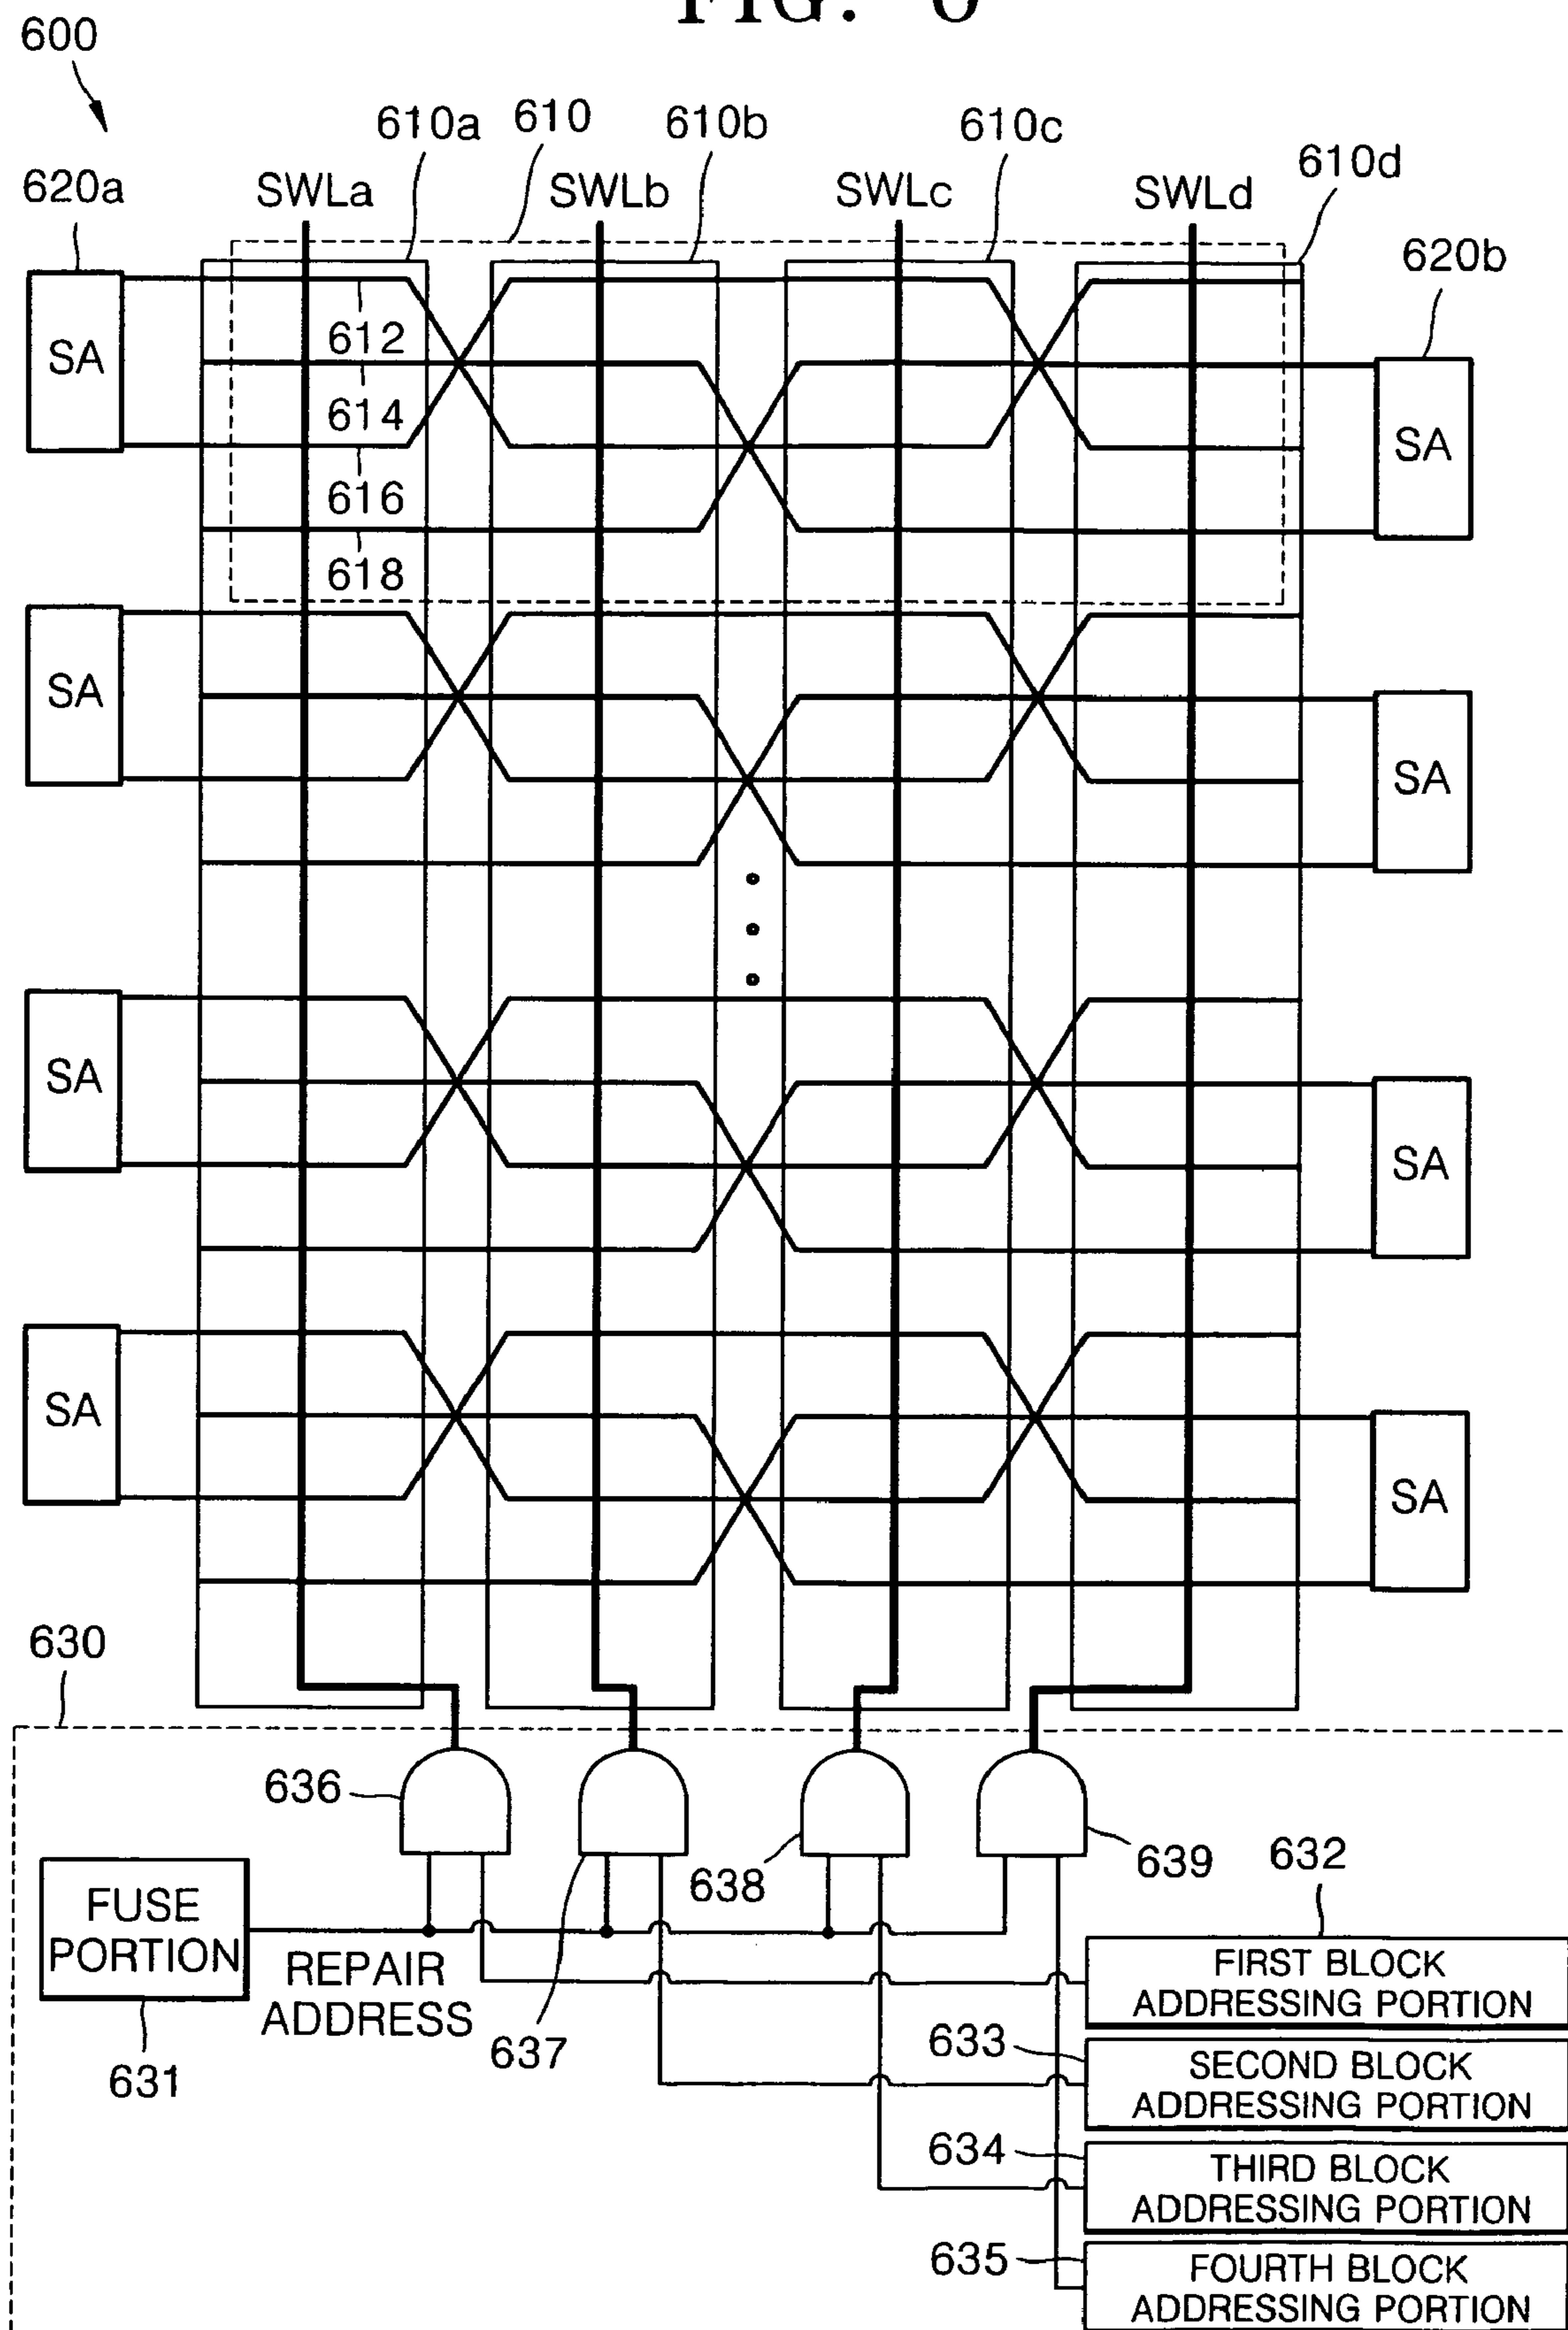 FIG. 6
600
610a 610 610b 610c 610d
620a SWLa SWLb SWLc SWLd
620b
SA
612
614
616
618
SA
SA
SA
SA
SA
SA
SA
630
636
638
639
632
FUSE
PORTION
REPAIR
ADDRESS
631
637
FIRST BLOCK
ADDRESSING PORTION
633
SECOND BLOCK
ADDRESSING PORTION
634
THIRD BLOCK
ADDRESSING PORTION
635
FOURTH BLOCK
ADDRESSING PORTION